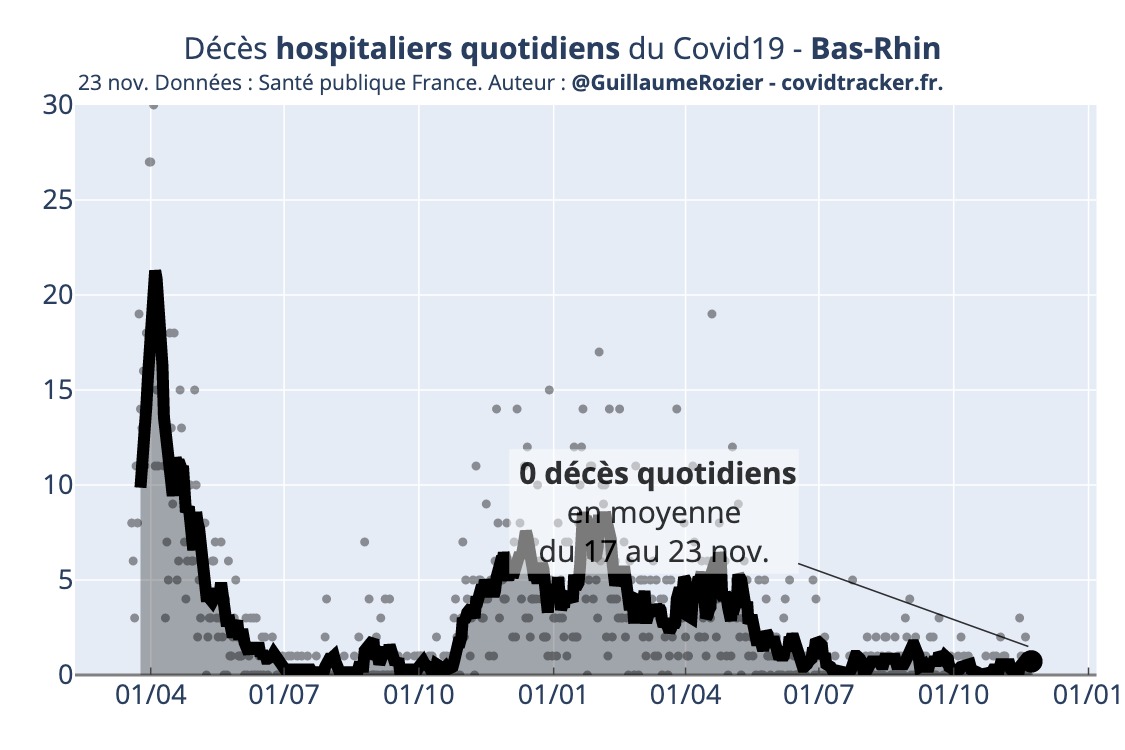 Décès hospitaliers quotidiens du Covid19 - Bas-Rhin
23 nov. Données : Santé publique France. Auteur : @GuillaumeRozier - covidtracker.fr.
30
25
20
15
10
5
0
0 décès quotidiens
en moyenne
du 17 au 23 nov.
01/04 01/07 01/10 01/01 01/04 01/07 01/10 01/01